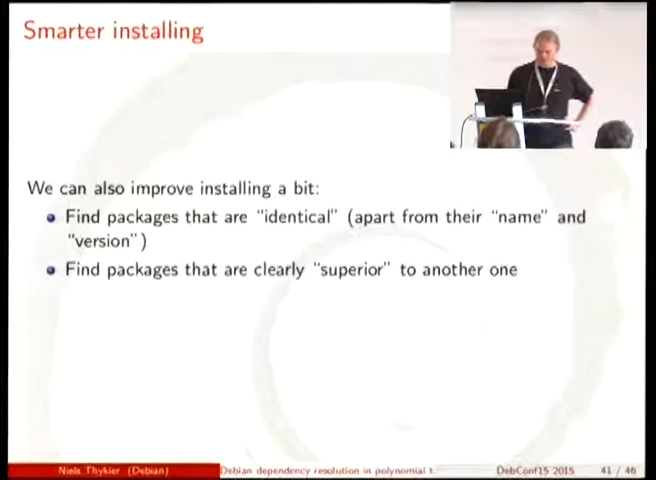 Smarter installing
We can also improve installing a bit:
Find packages that are “identical” (apart from their “name” and
“version”)
Find packages that are clearly “superior” to another one
Niels Thykier (Debian)
Debian dependency resolution in polynomial t.
DebConf15 2015
41 / 46